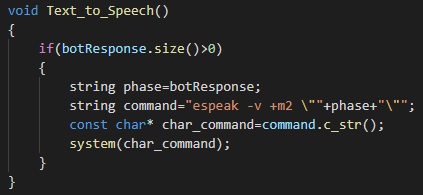 void Text_to_Speech()
{
    if(botResponse.size()>0)
    {
        string phase=botResponse;
        string command="espeak -v +m2 \""+phase+"\"";
        const char* char_command=command.c_str();
        system(char_command);
    }
}